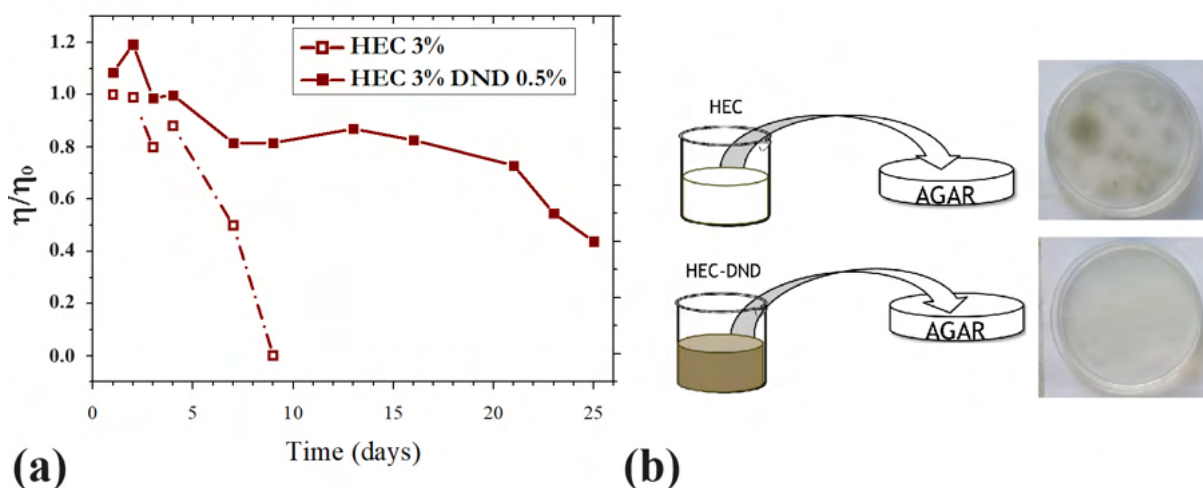 HEC 3%
HEC 3% DND 0.5%
η/η₀
1.2
1.0
0.8
0.6
0.4
0.2
0.0
0 5 10 15 20 25
Time (days)
(a)
HEC
AGAR
HEC-DND
AGAR
(b)